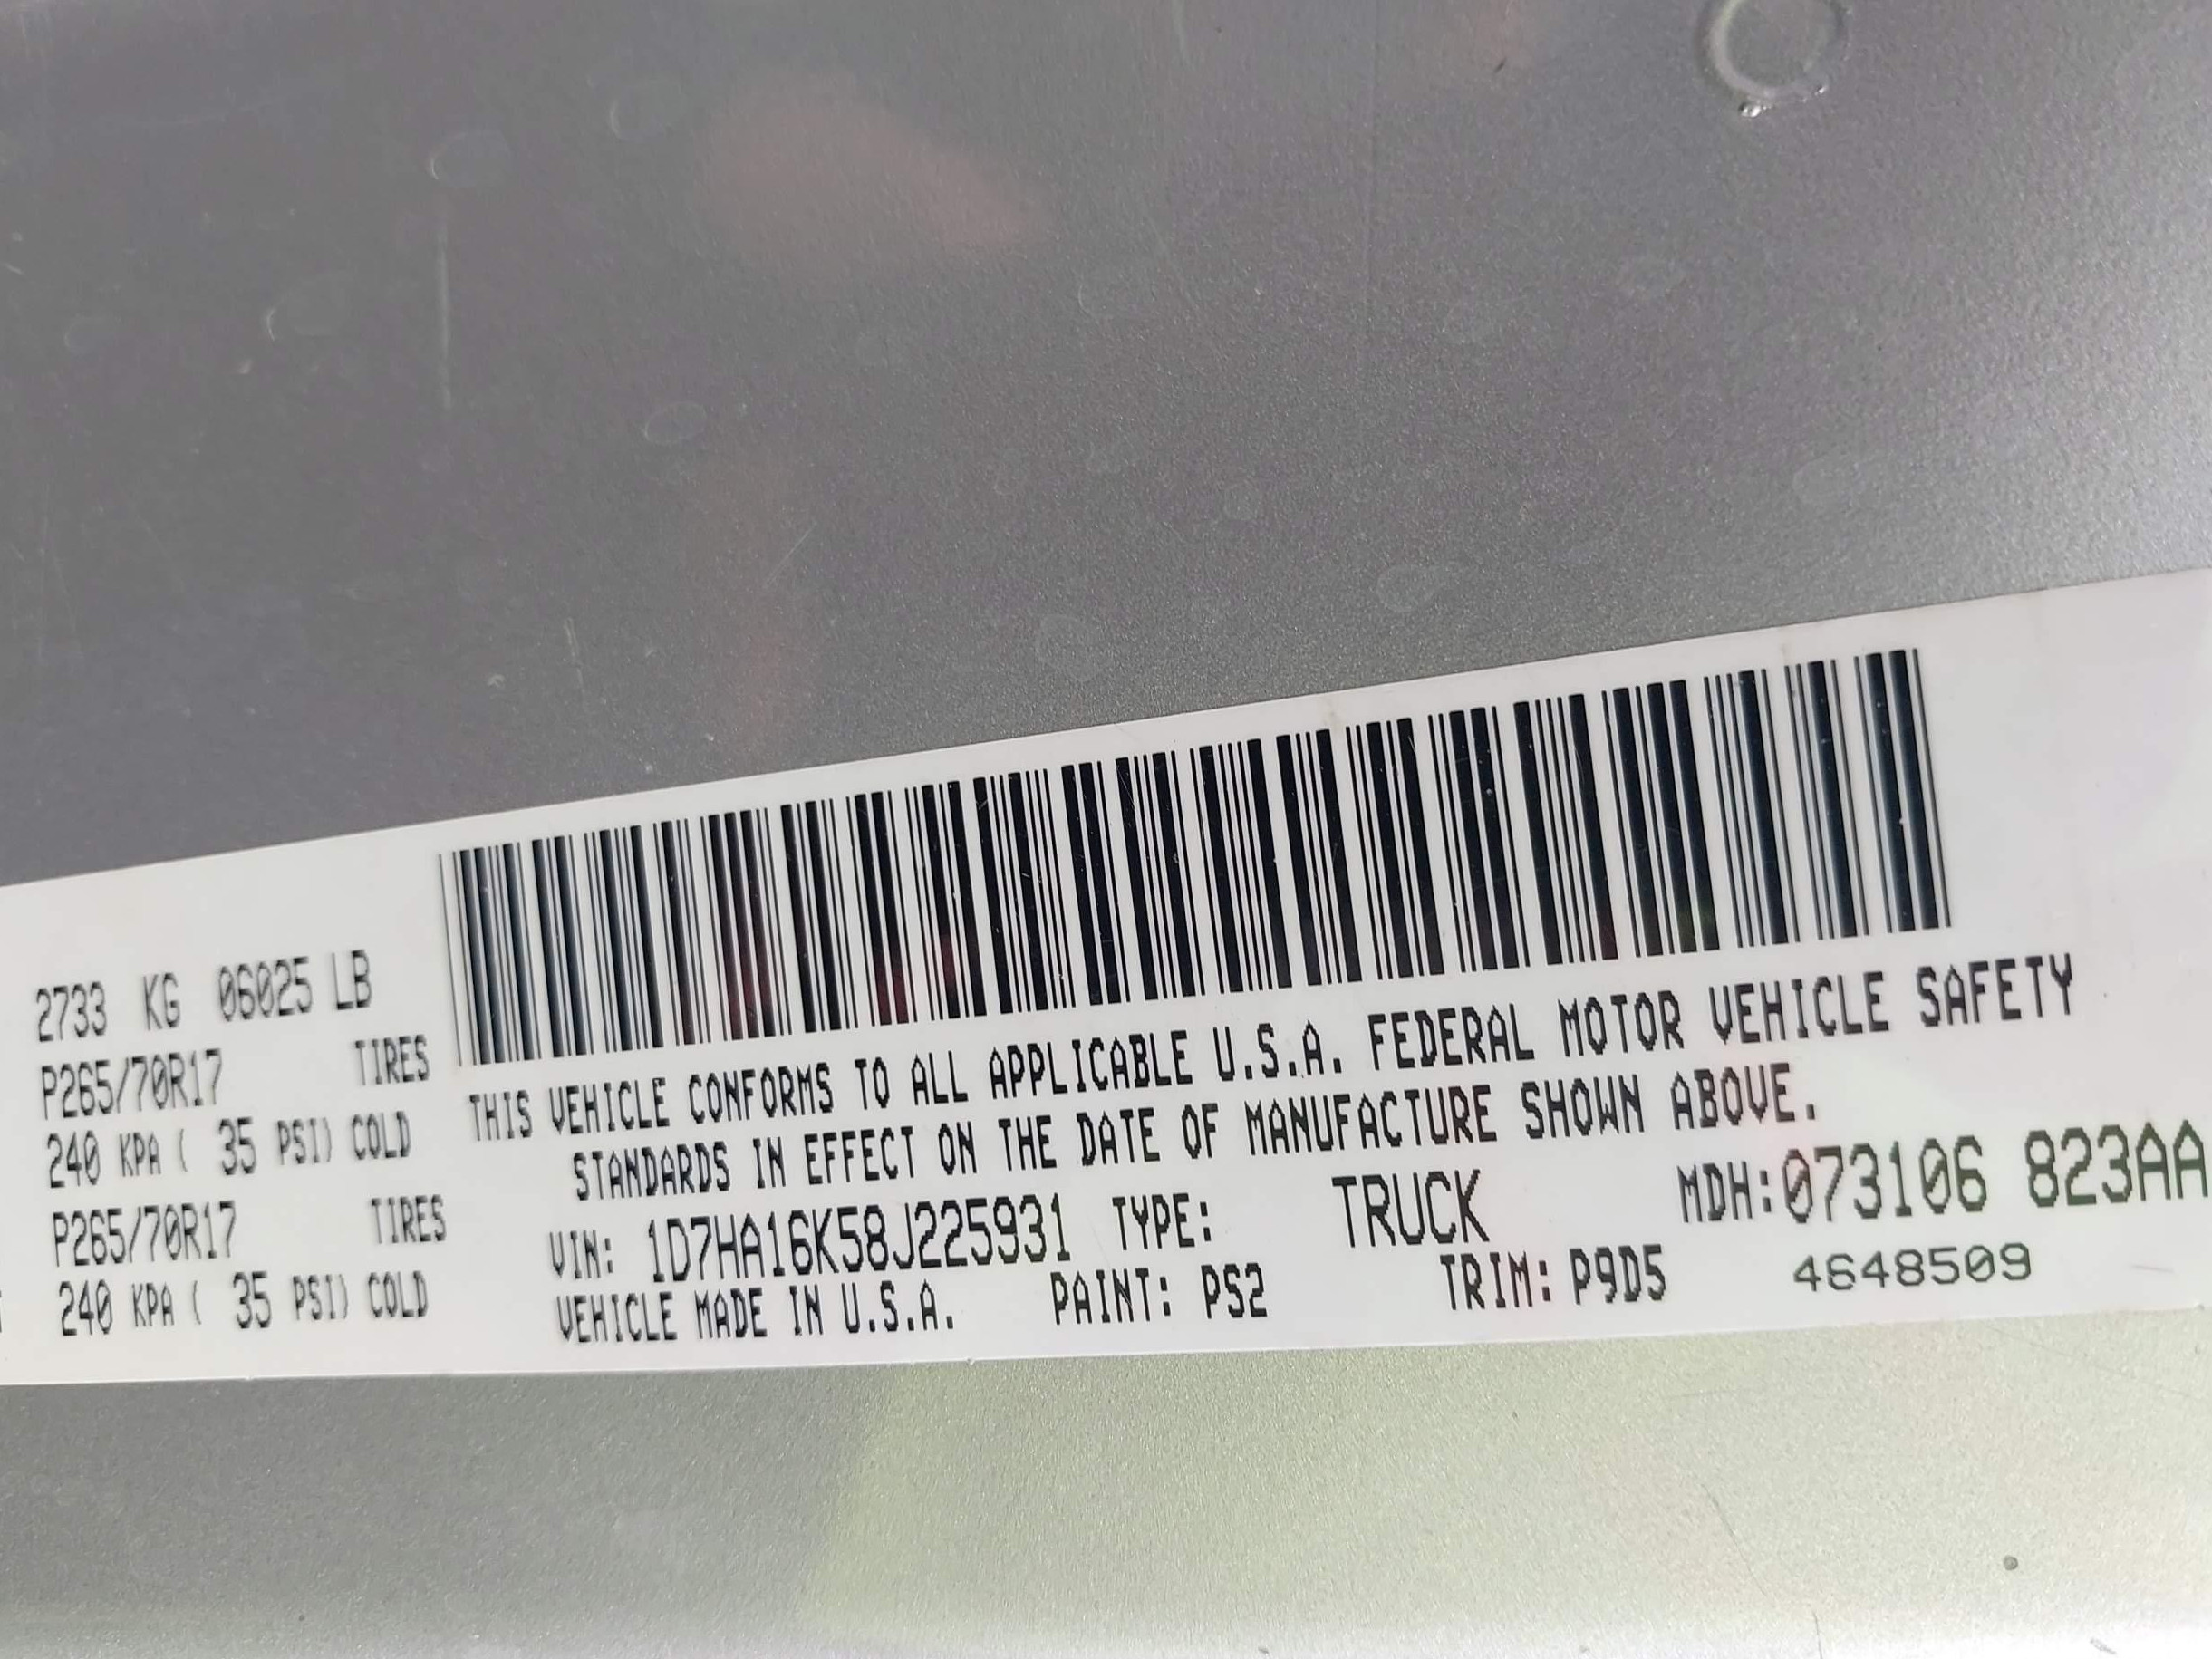 2733 KG 06025 LB
P265/70R17 TIRES
240 KPA ( 35 PSI) COLD
P265/70R17 TIRES
240 KPA ( 35 PSI) COLD
THIS VEHICLE CONFORMS TO ALL APPLICABLE U.S.A. FEDERAL MOTOR VEHICLE SAFETY
STANDARDS IN EFFECT ON THE DATE OF MANUFACTURE SHOWN ABOVE.
VIN: 1D7HA16K58J225931 TYPE: TRUCK MDH:073106 823AA
VEHICLE MADE IN U.S.A. PAINT: PS2 TRIM: P9D5 4648509